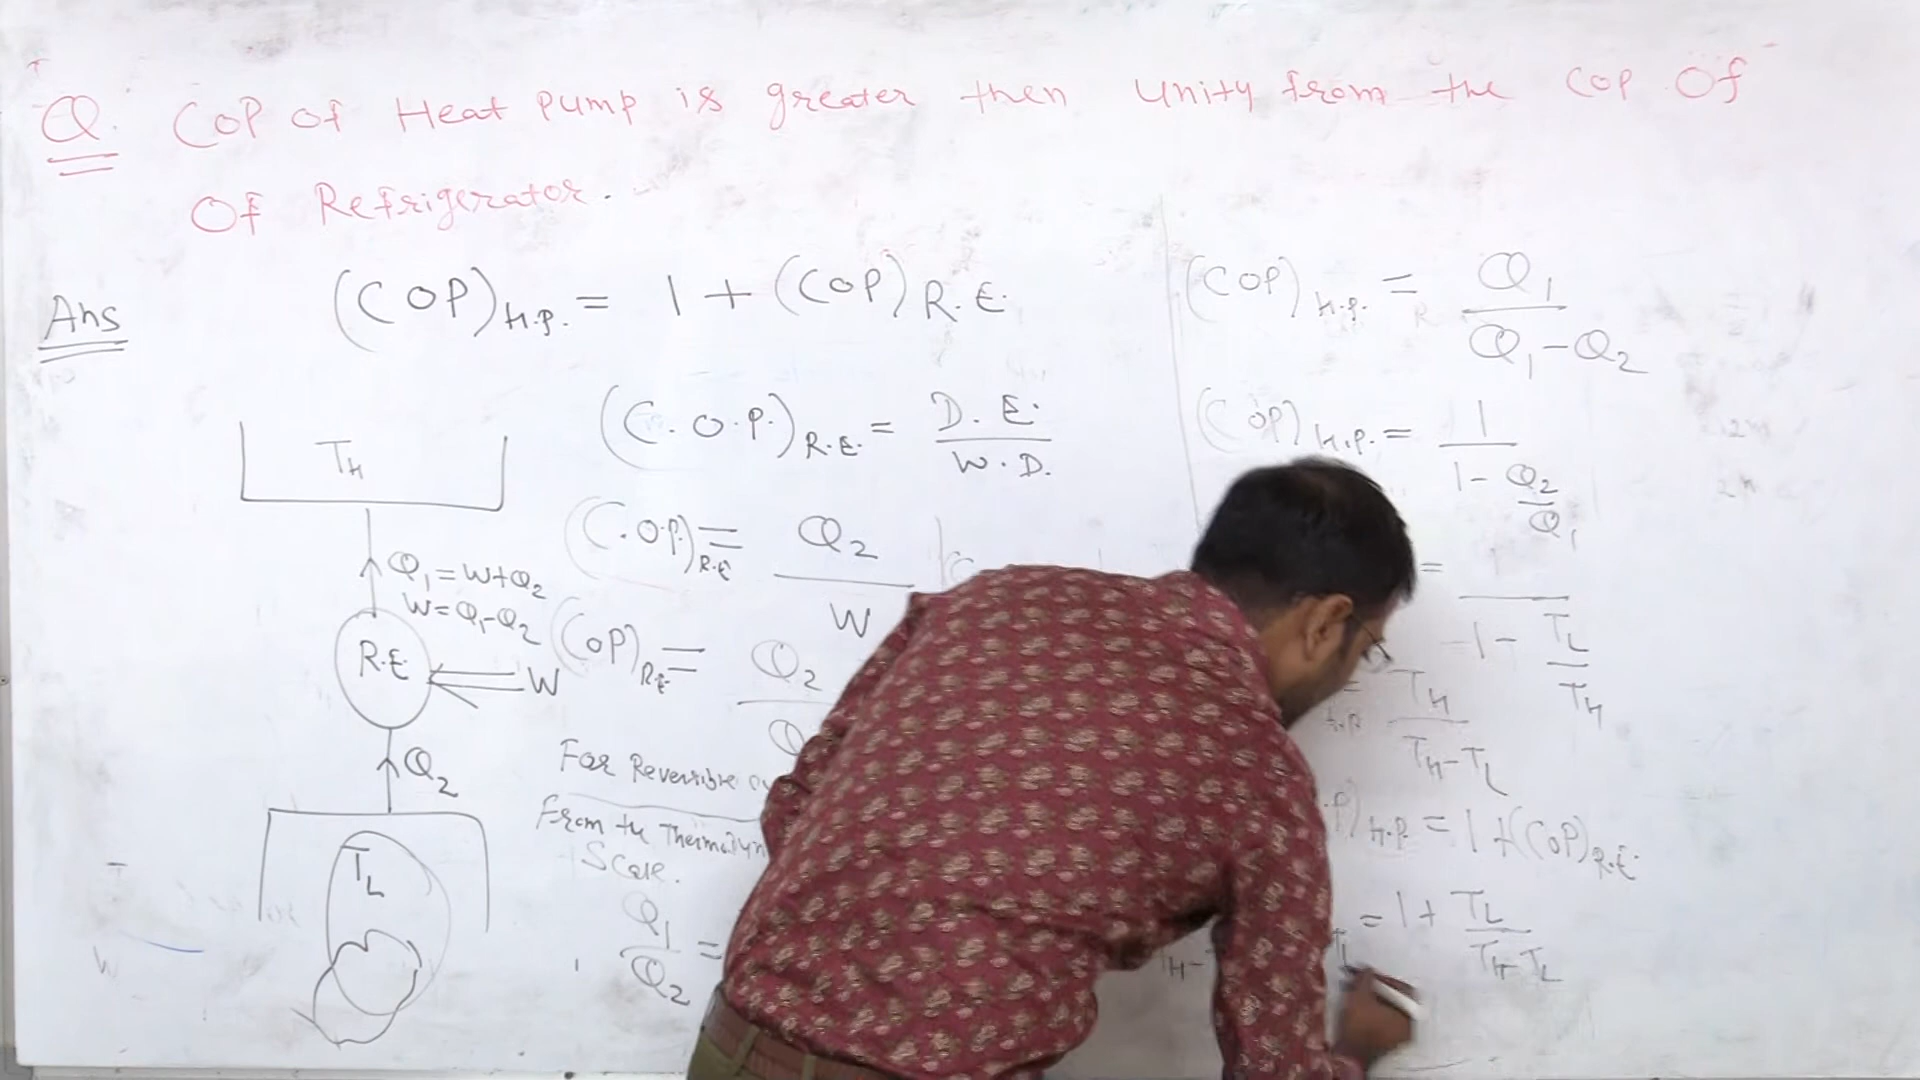 Q. COP Of Heat Pump is greater then Unity from the COP Of
Of Refrigerator.
Ans
(COP)H.P. = 1 + (COP)R.E.
TH
Q1 = W+Q2
W = Q1-Q2
R.E
W
Q2
TL
(C.O.P.)R.E. = D.E. / W.D.
(C.OP)R.E = Q2 / W
(COP)R.E = Q2
For Reversible
From the
Scale.
Q1 / Q2 =
(COP)H.P. = Q1 / Q1-Q2
(COP)H.P. = 1 / 1 - Q2/Q1
=
1 - TL/TH
TH / TH-TL
H.P. = 1+(COP)R.E.
= 1 + TL / TH-TL